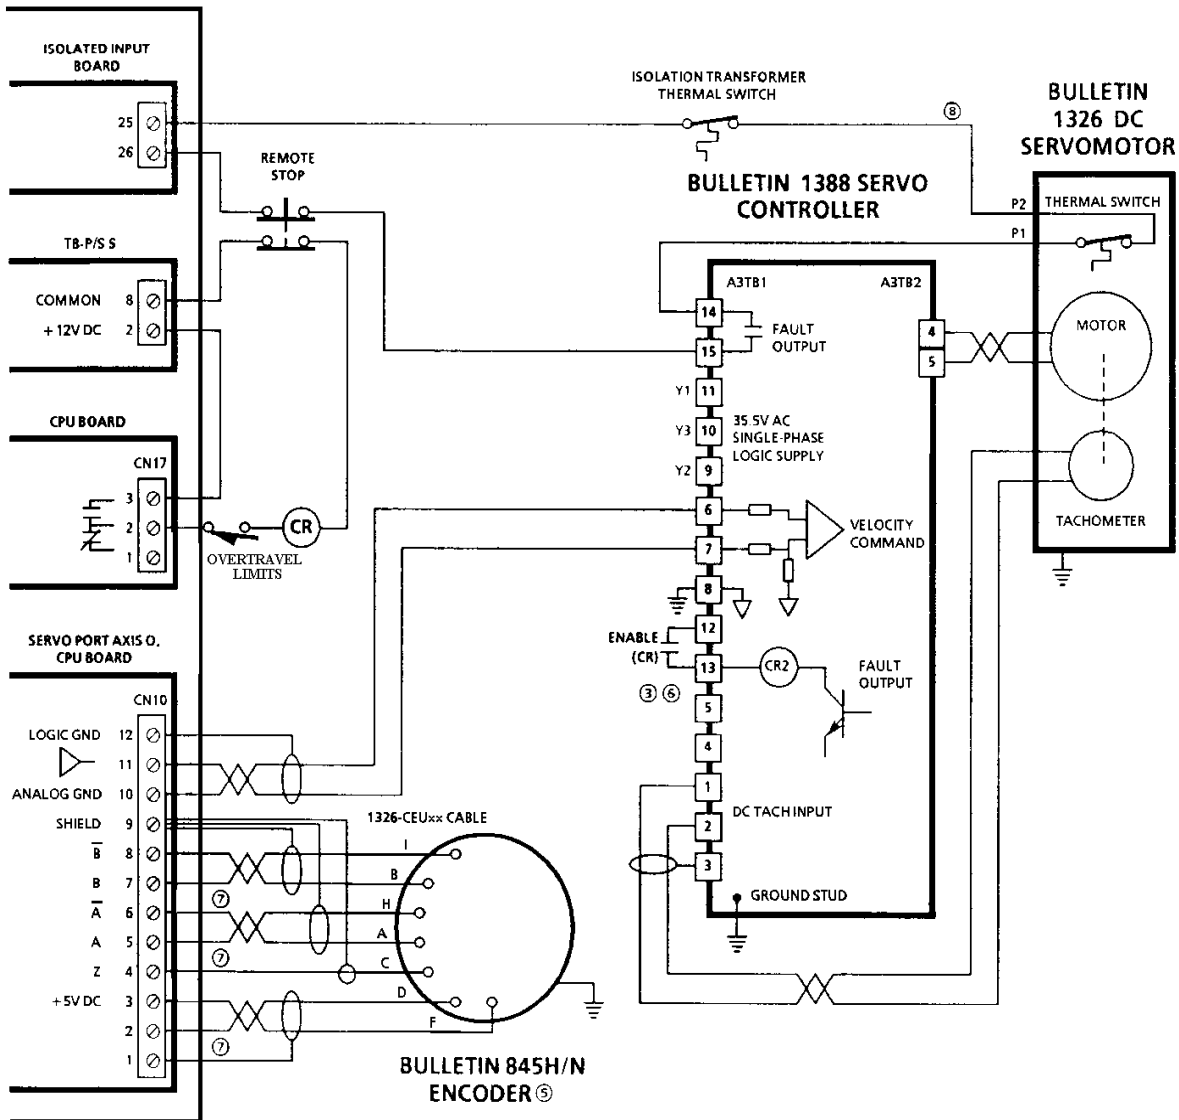 ISOLATED INPUT
BOARD
25
26
REMOTE
STOP
ISOLATION TRANSFORMER
THERMAL SWITCH
8
BULLETIN
1326 DC
SERVOMOTOR
BULLETIN 1388 SERVO
CONTROLLER
P2
THERMAL SWITCH
P1
TB-P/S S
COMMON 8
+ 12V DC 2
A3TB1
A3TB2
14
FAULT
OUTPUT
15
4
5
MOTOR
Y1 11
Y3 10
35.5V AC
SINGLE-PHASE
LOGIC SUPPLY
Y2 9
CPU BOARD
CN17
3
2
1
CR
OVERTRAVEL
LIMITS
6
7
VELOCITY
COMMAND
TACHOMETER
8
12
ENABLE
(CR)
13
CR2
FAULT
OUTPUT
3 6
5
4
1
DC TACH INPUT
2
3
GROUND STUD
SERVO PORT AXIS O,
CPU BOARD
CN10
LOGIC GND 12
11
ANALOG GND 10
SHIELD 9
B 8
B 7
A 6
A 5
Z 4
+5V DC 3
2
1
7
7
7
1326-CEUxx CABLE
I
B
H
A
C
D
F
BULLETIN 845H/N
ENCODER 5